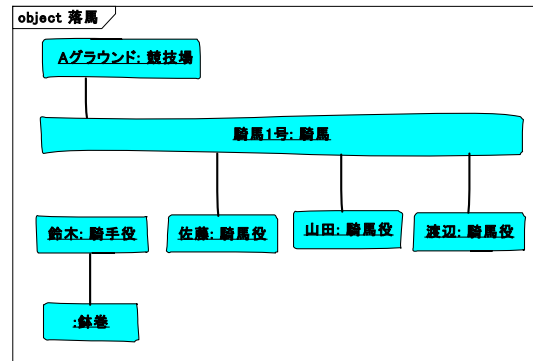 object 落馬
Aグラウンド: 競技場
騎馬1号: 騎馬
鈴木: 騎手役
佐藤: 騎馬役
山田: 騎馬役
渡辺: 騎馬役
:鉢巻